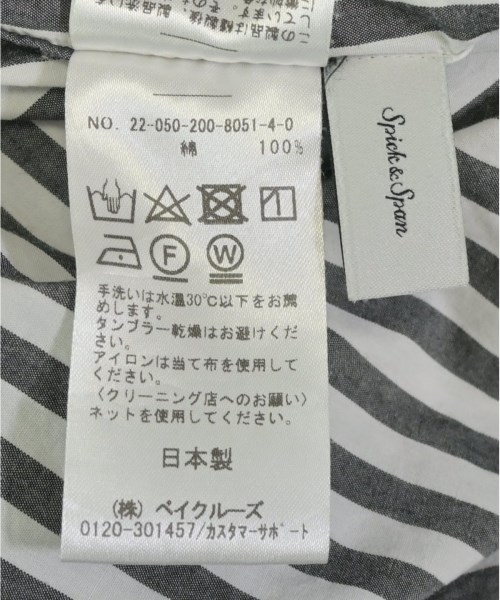 NO. 22-050-200-8051-4-0
綿 100%
手洗いは水温30℃以下をお薦
めします。
タンブラー乾燥はお避けくだ
さい。
アイロンは当て布を使用して
ください。
〈クリーニング店へのお願い〉
ネットを使用してください。
日本製
(株) ベイクルーズ
0120-301457/カスタマーサポート
Spick&Span
F
W